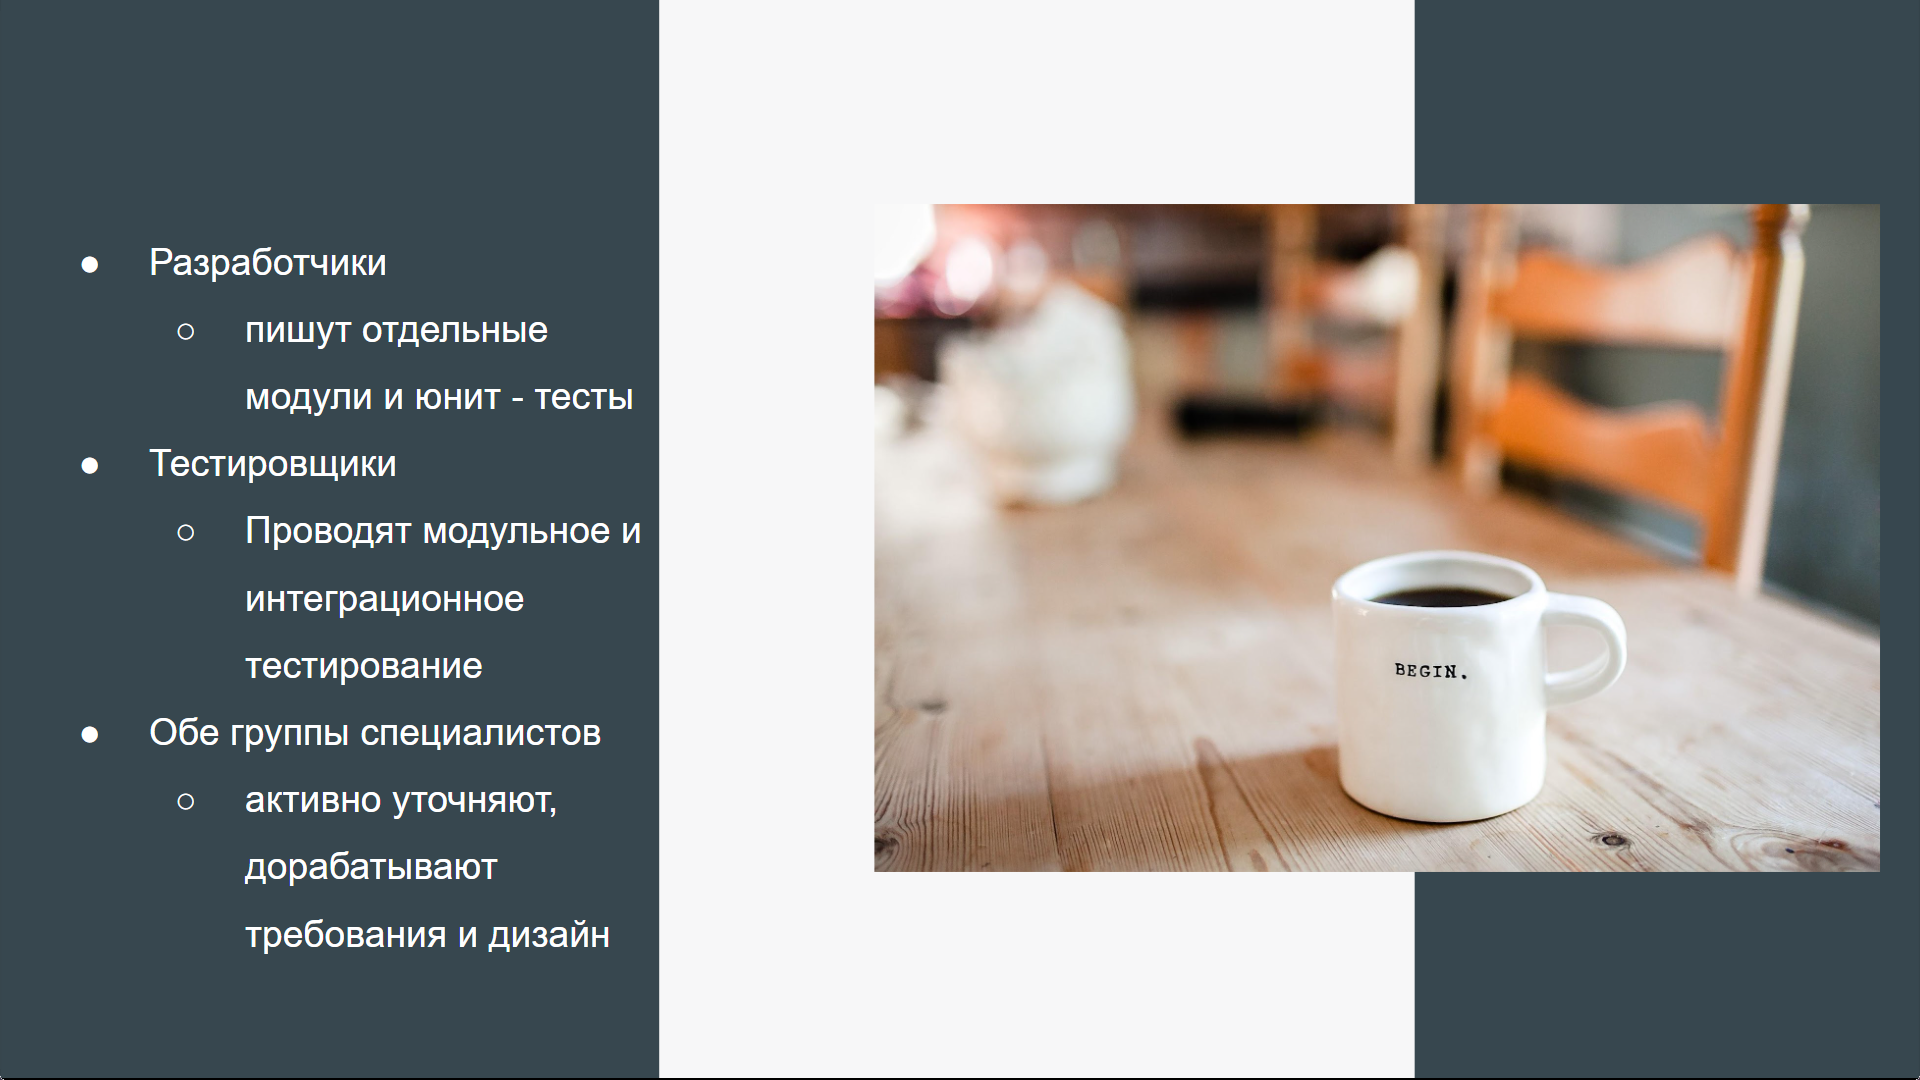 ● Разработчики
○ пишут отдельные
модули и юнит - тесты
● Тестировщики
○ Проводят модульное и
интеграционное
тестирование
● Обе группы специалистов
○ активно уточняют,
дорабатывают
требования и дизайн
BEGIN.